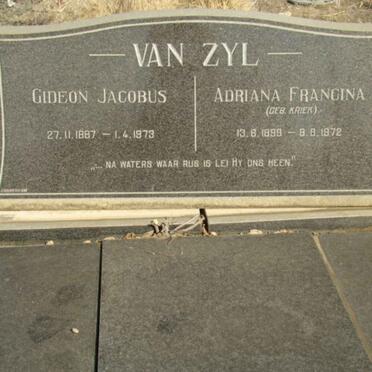 VAN ZYL
GIDEON JACOBUS
27.11.1887 – 1.4.1973
ADRIANA FRANCINA
(GEB. KRIEK)
13.6.1899 – 8.6.1972
"... NA WATERS WAAR RUS IS LEI HY ONS HEEN."